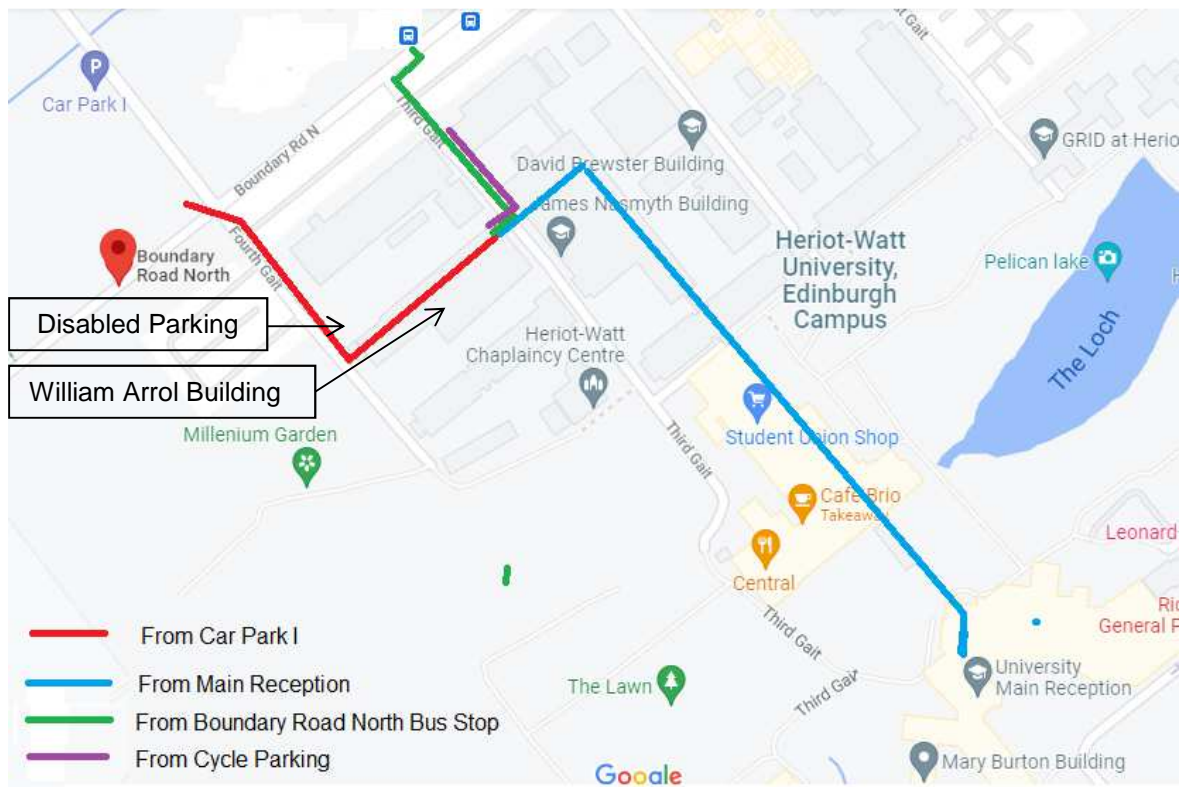 st Gait
P
Car Park I
Third Gait
Boundary Rd N
David Brewster Building
GRID at Herio
James Nasmyth Building
Fourth Gait
Boundary
Road North
Heriot-Watt
University,
Edinburgh
Campus
Pelican lake
H
The Loch
Disabled Parking
William Arrol Building
Heriot-Watt
Chaplaincy Centre
Millenium Garden
Student Union Shop
Third Gait
Cafe Brio
Takeaway
Central
Leonard
Third Gait
Ric
General P
From Car Park I
University
Main Reception
From Main Reception
The Lawn
Third Gait
From Boundary Road North Bus Stop
From Cycle Parking
Google
Mary Burton Building